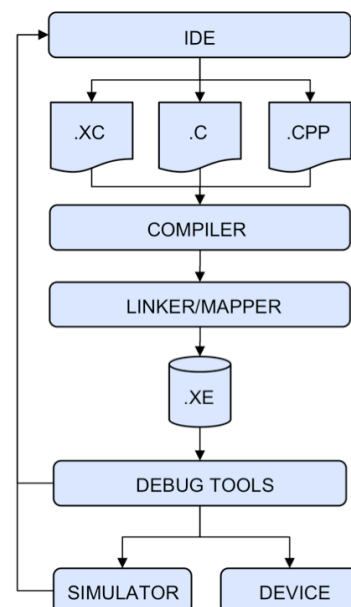 IDE
.XC
.C
.CPP
COMPILER
LINKER/MAPPER
.XE
DEBUG TOOLS
SIMULATOR
DEVICE